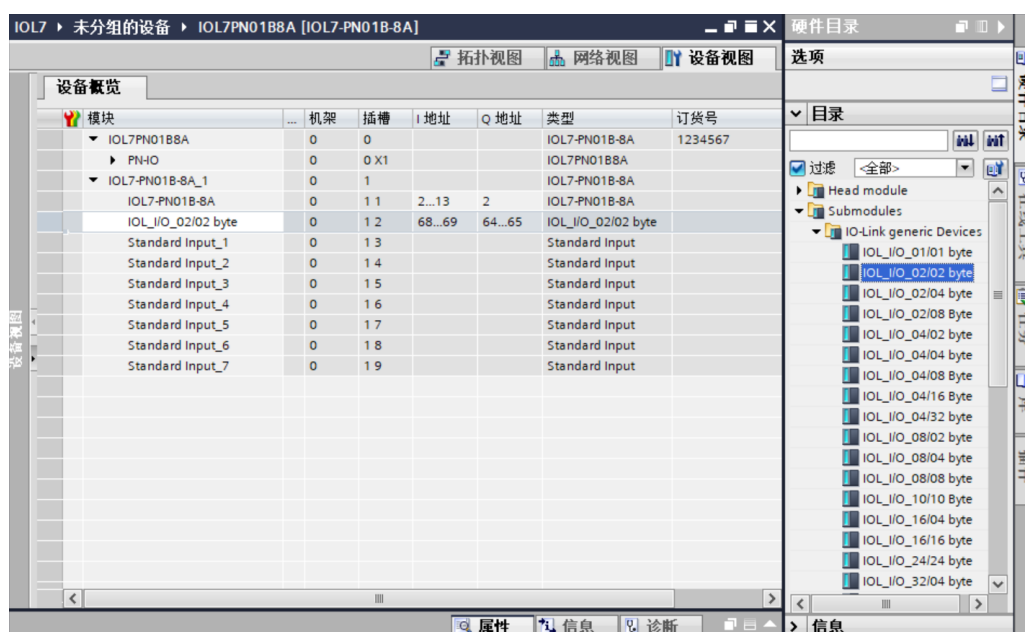 IOL7 ▸ 未分组的设备 ▸ IOL7PN01B8A [IOL7-PN01B-8A]
硬件目录
拓扑视图 网络视图 设备视图
选项
设备概览
目录
模块 ... 机架 插槽 I 地址 Q 地址 类型 订货号
IOL7PN01B8A 0 0 IOL7-PN01B-8A 1234567
PN-IO 0 0 X1 IOL7PN01B8A
IOL7-PN01B-8A_1 0 1 IOL7-PN01B-8A
IOL7-PN01B-8A 0 1 1 2...13 2 IOL7-PN01B-8A
IOL_I/O_02/02 byte 0 1 2 68...69 64...65 IOL_I/O_02/02 byte
Standard Input_1 0 1 3 Standard Input
Standard Input_2 0 1 4 Standard Input
Standard Input_3 0 1 5 Standard Input
Standard Input_4 0 1 6 Standard Input
Standard Input_5 0 1 7 Standard Input
Standard Input_6 0 1 8 Standard Input
Standard Input_7 0 1 9 Standard Input
过滤 <全部>
Head module
Submodules
IO-Link generic Devices
IOL_I/O_01/01 byte
IOL_I/O_02/02 byte
IOL_I/O_02/04 byte
IOL_I/O_02/08 Byte
IOL_I/O_04/02 byte
IOL_I/O_04/04 byte
IOL_I/O_04/08 Byte
IOL_I/O_04/16 Byte
IOL_I/O_04/32 byte
IOL_I/O_08/02 byte
IOL_I/O_08/04 byte
IOL_I/O_08/08 byte
IOL_I/O_10/10 Byte
IOL_I/O_16/04 byte
IOL_I/O_16/16 byte
IOL_I/O_24/24 byte
IOL_I/O_32/04 byte
设备视图
属性 信息 诊断
信息